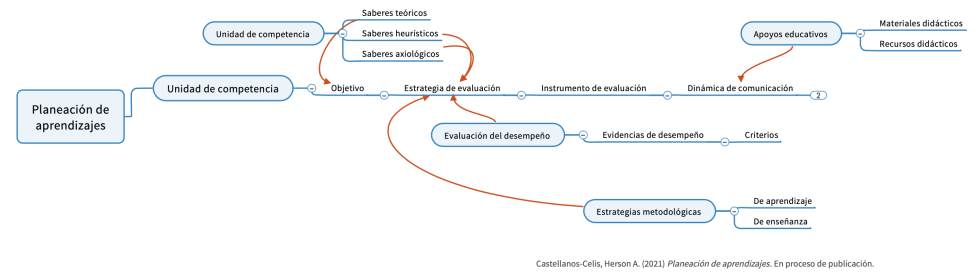 Saberes teóricos
Unidad de competencia
Saberes heurísticos
Saberes axiológicos
Apoyos educativos
Materiales didácticos
Recursos didácticos
Planeación de
aprendizajes
Unidad de competencia
Objetivo
Estrategia de evaluación
Instrumento de evaluación
Dinámica de comunicación
2
Evaluación del desempeño
Evidencias de desempeño
Criterios
Estrategias metodológicas
De aprendizaje
De enseñanza
Castellanos-Celis, Herson A. (2021) Planeación de aprendizajes. En proceso de publicación.